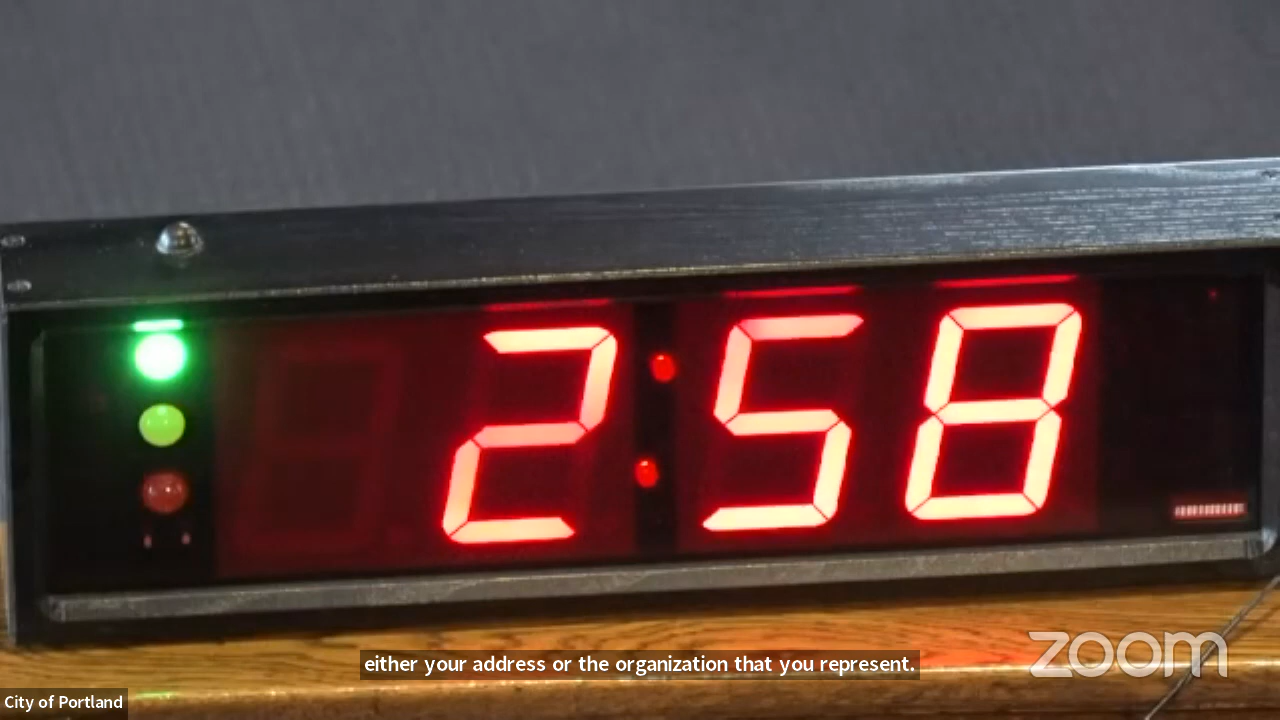 2:58
either your address or the organization that you represent.
zoom
City of Portland